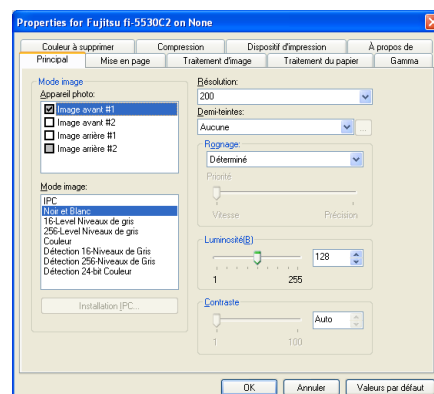 Properties for Fujitsu fi-5530C2 on None
Couleur à supprimer
Compression
Dispositif d'impression
À propos de
Principal
Mise en page
Traitement d'image
Traitement du papier
Gamma
Mode image
Appareil photo:
Image avant #1
Image avant #2
Image arrière #1
Image arrière #2
Mode image:
IPC
Noir et Blanc
16-Level Niveaux de gris
256-Level Niveaux de gris
Couleur
Détection 16-Niveaux de Gris
Détection 256-Niveaux de Gris
Détection 24-bit Couleur
Installation IPC...
Résolution:
200
Demi-teintes:
Aucune
...
Rognage:
Déterminé
Priorité
Vitesse
Précision
Luminosité(B)
128
1
255
Contraste
Auto
1
100
OK
Annuler
Valeurs par défaut